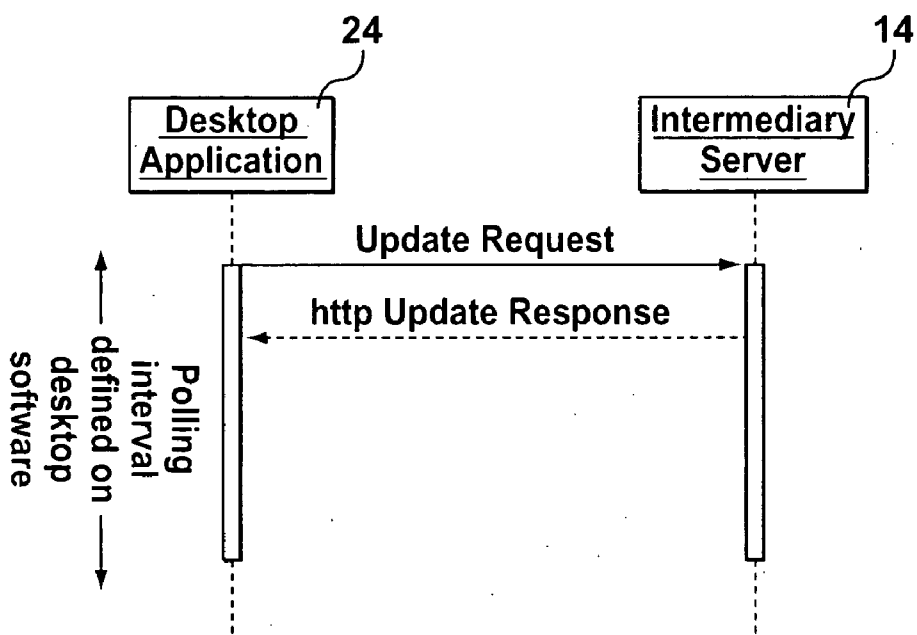 24
14
Desktop
Application
Intermediary
Server
Update Request
http Update Response
Polling
interval
defined on
desktop
software